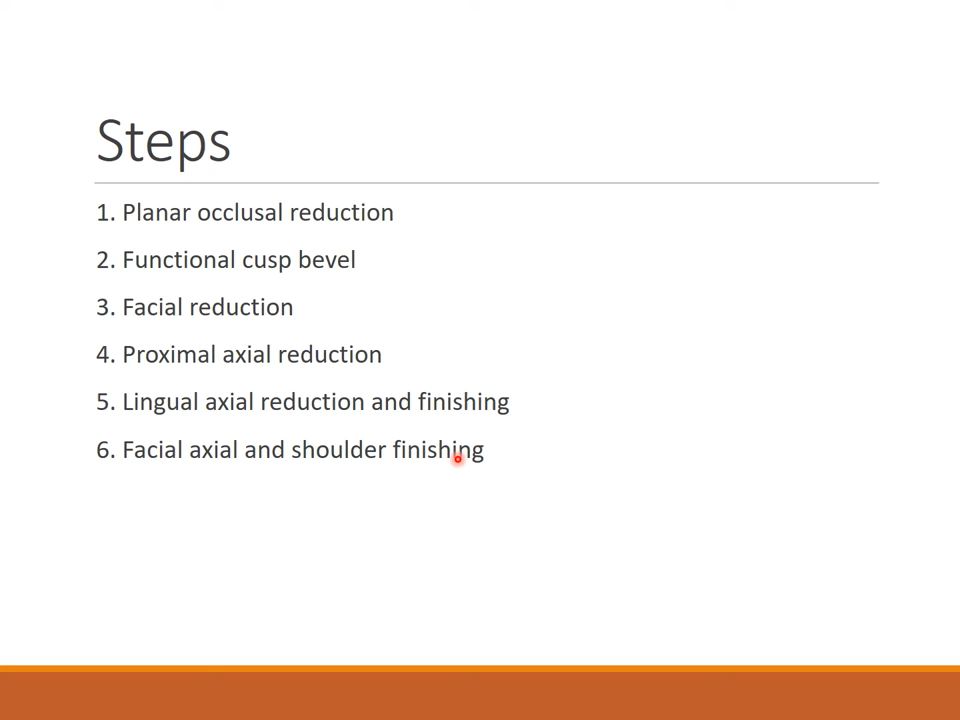 Steps
1. Planar occlusal reduction
2. Functional cusp bevel
3. Facial reduction
4. Proximal axial reduction
5. Lingual axial reduction and finishing
6. Facial axial and shoulder finishing